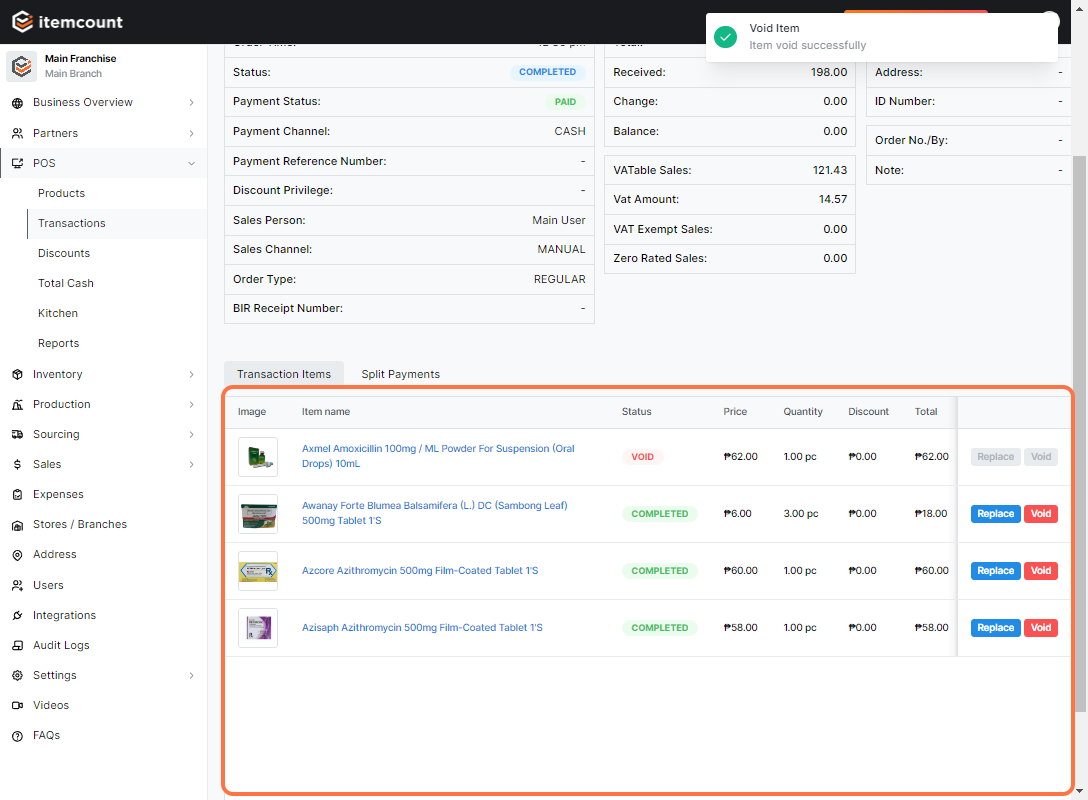 itemcount
Void Item
Item void successfully
Main Franchise
Main Branch
Business Overview
Partners
POS
Products
Transactions
Discounts
Total Cash
Kitchen
Reports
Inventory
Production
Sourcing
Sales
Expenses
Stores / Branches
Address
Users
Integrations
Audit Logs
Settings
Videos
FAQs
Status: COMPLETED
Payment Status: PAID
Payment Channel: CASH
Payment Reference Number: -
Discount Privilege: -
Sales Person: Main User
Sales Channel: MANUAL
Order Type: REGULAR
BIR Receipt Number: -
Received: 198.00
Change: 0.00
Balance: 0.00
VATable Sales: 121.43
Vat Amount: 14.57
VAT Exempt Sales: 0.00
Zero Rated Sales: 0.00
Address: -
ID Number: -
Order No./By: -
Note: -
Transaction Items Split Payments
Image Item name Status Price Quantity Discount Total
Axmel Amoxicillin 100mg / ML Powder For Suspension (Oral
Drops) 10mL
VOID ₱62.00 1.00 pc ₱0.00 ₱62.00 Replace Void
Awanay Forte Blumea Balsamifera (L.) DC (Sambong Leaf)
500mg Tablet 1'S
COMPLETED ₱6.00 3.00 pc ₱0.00 ₱18.00 Replace Void
Azcore Azithromycin 500mg Film-Coated Tablet 1'S COMPLETED ₱60.00 1.00 pc ₱0.00 ₱60.00 Replace Void
Azisaph Azithromycin 500mg Film-Coated Tablet 1'S COMPLETED ₱58.00 1.00 pc ₱0.00 ₱58.00 Replace Void